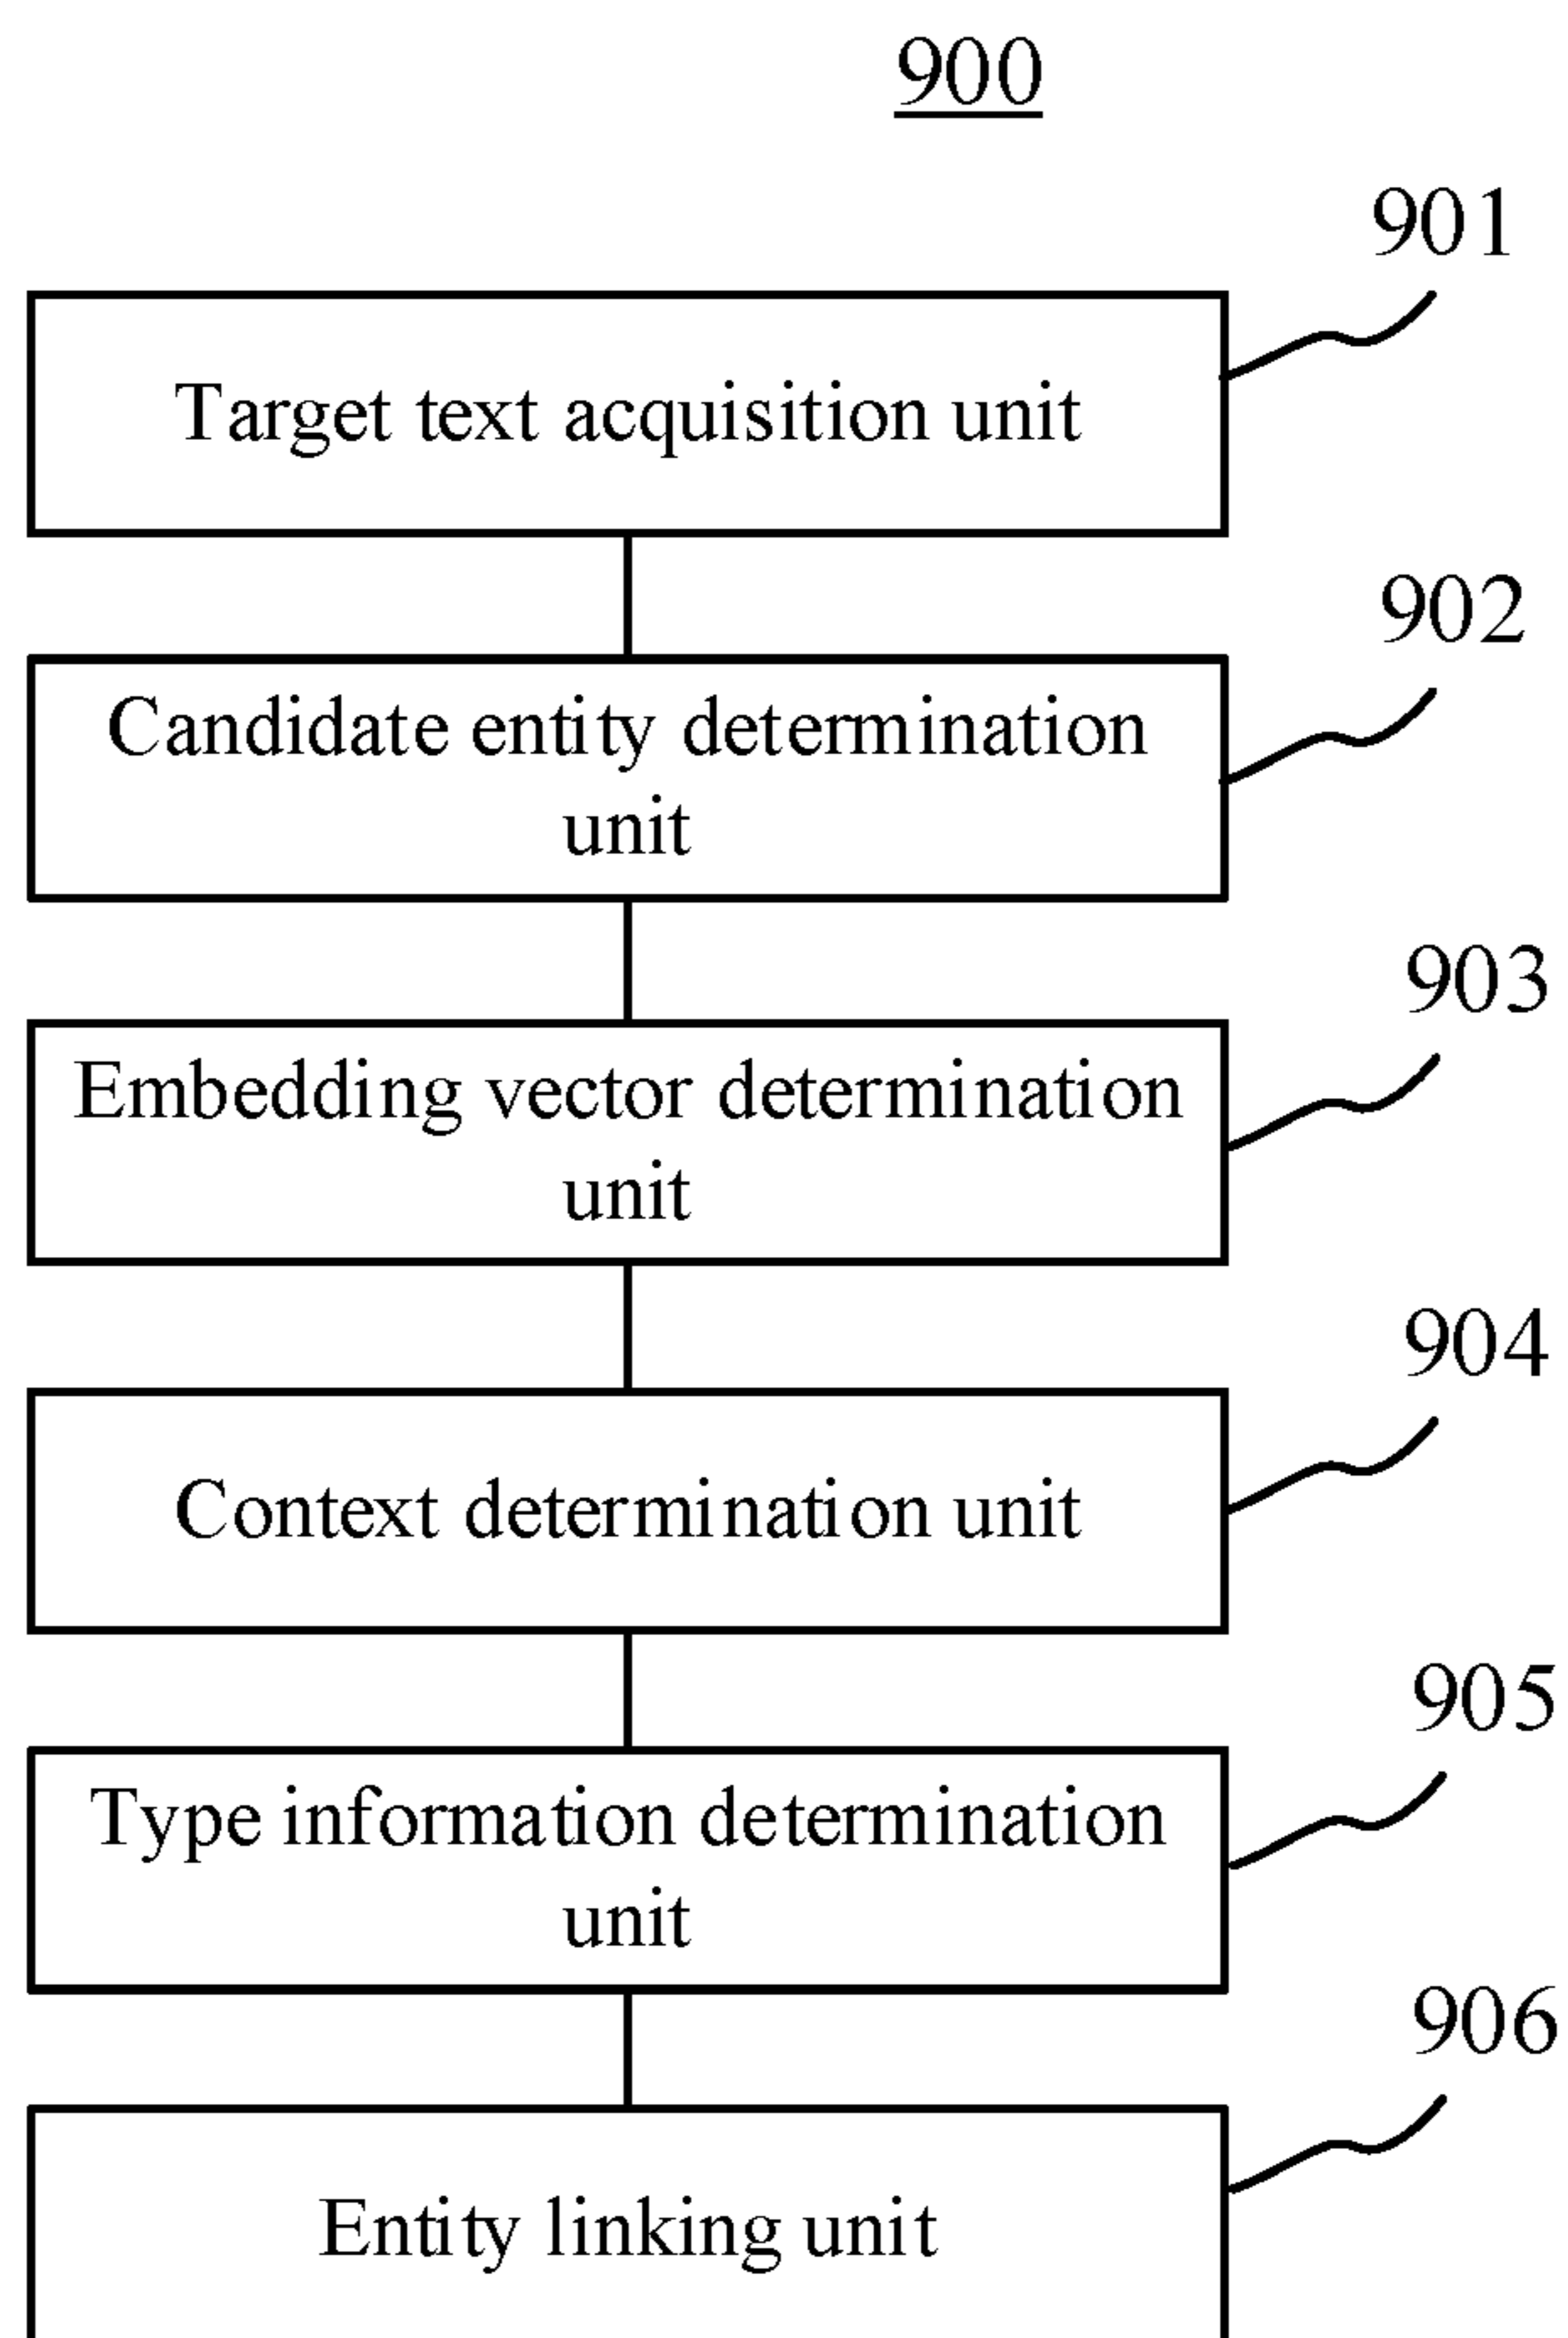 900
901
Target text acquisition unit
902
Candidate entity determination
unit
903
Embedding vector determination
unit
904
Context determination unit
905
Type information determination
unit
906
Entity linking unit